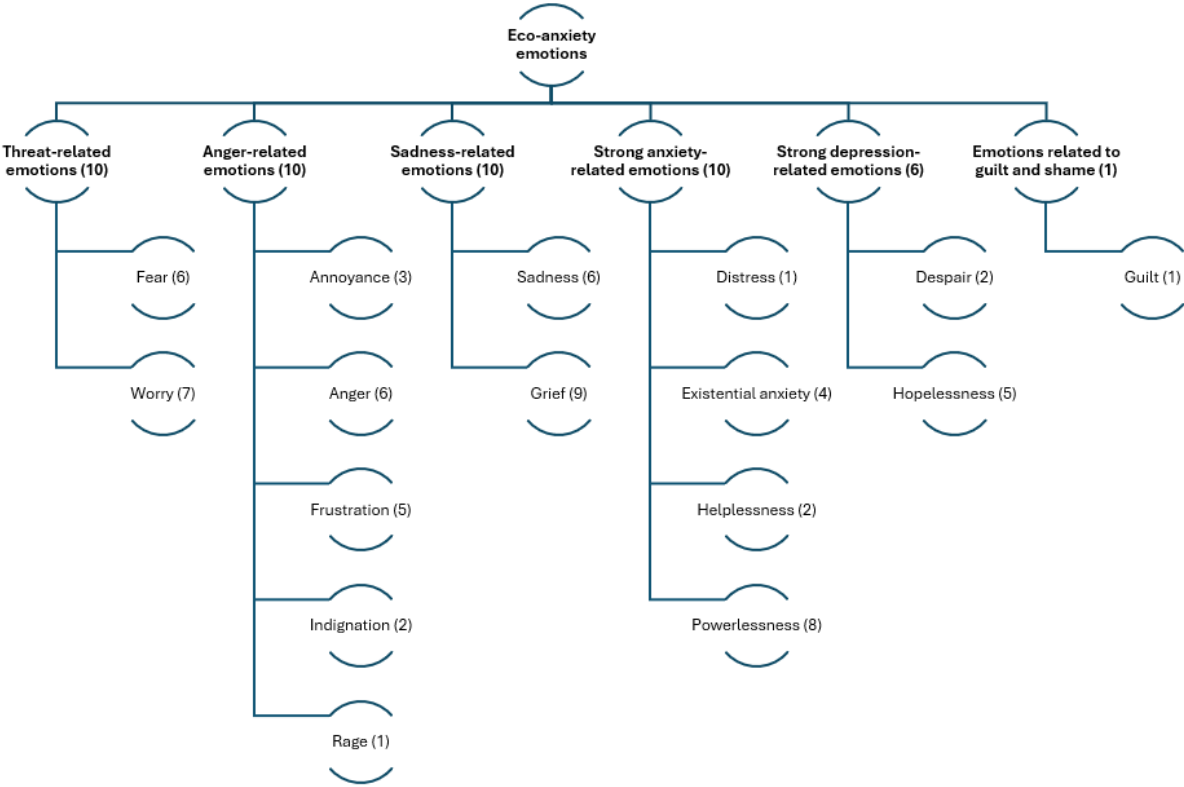 Eco-anxiety
emotions
Threat-related
emotions (10)
Anger-related
emotions (10)
Sadness-related
emotions (10)
Strong anxiety-
related emotions (10)
Strong depression-
related emotions (6)
Emotions related to
guilt and shame (1)
Fear (6)
Annoyance (3)
Sadness (6)
Distress (1)
Despair (2)
Guilt (1)
Worry (7)
Anger (6)
Grief (9)
Existential anxiety (4)
Hopelessness (5)
Frustration (5)
Helplessness (2)
Indignation (2)
Powerlessness (8)
Rage (1)